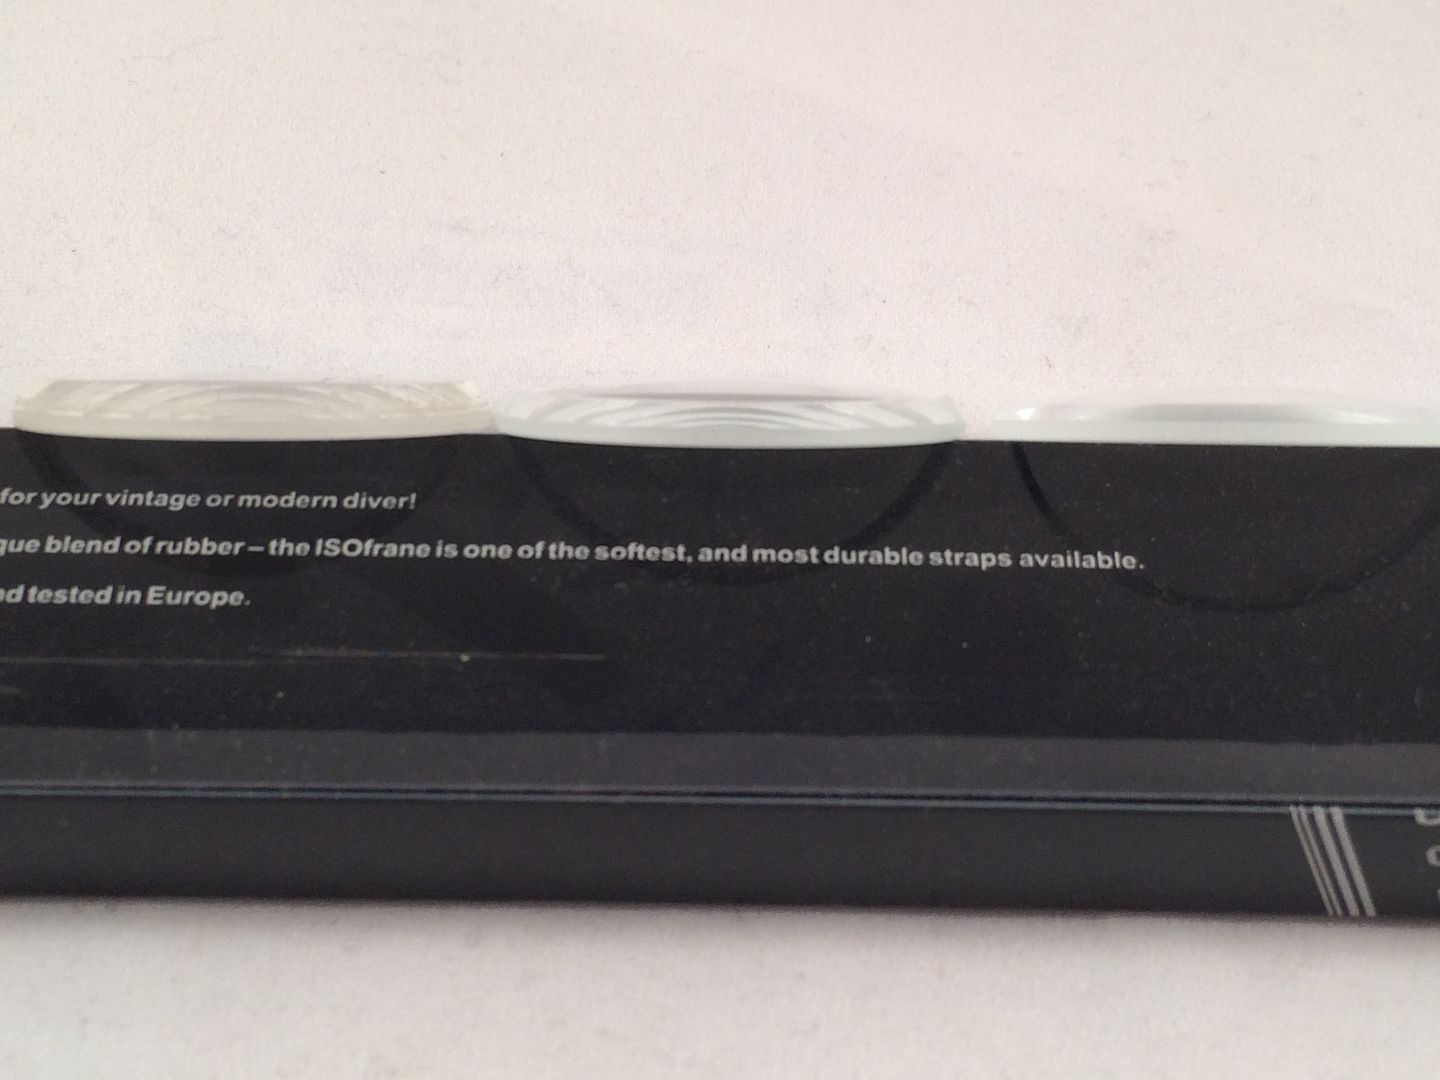 for your vintage or modern diver!
que blend of rubber – the ISOfrane is one of the softest, and most durable straps available.
nd tested in Europe.